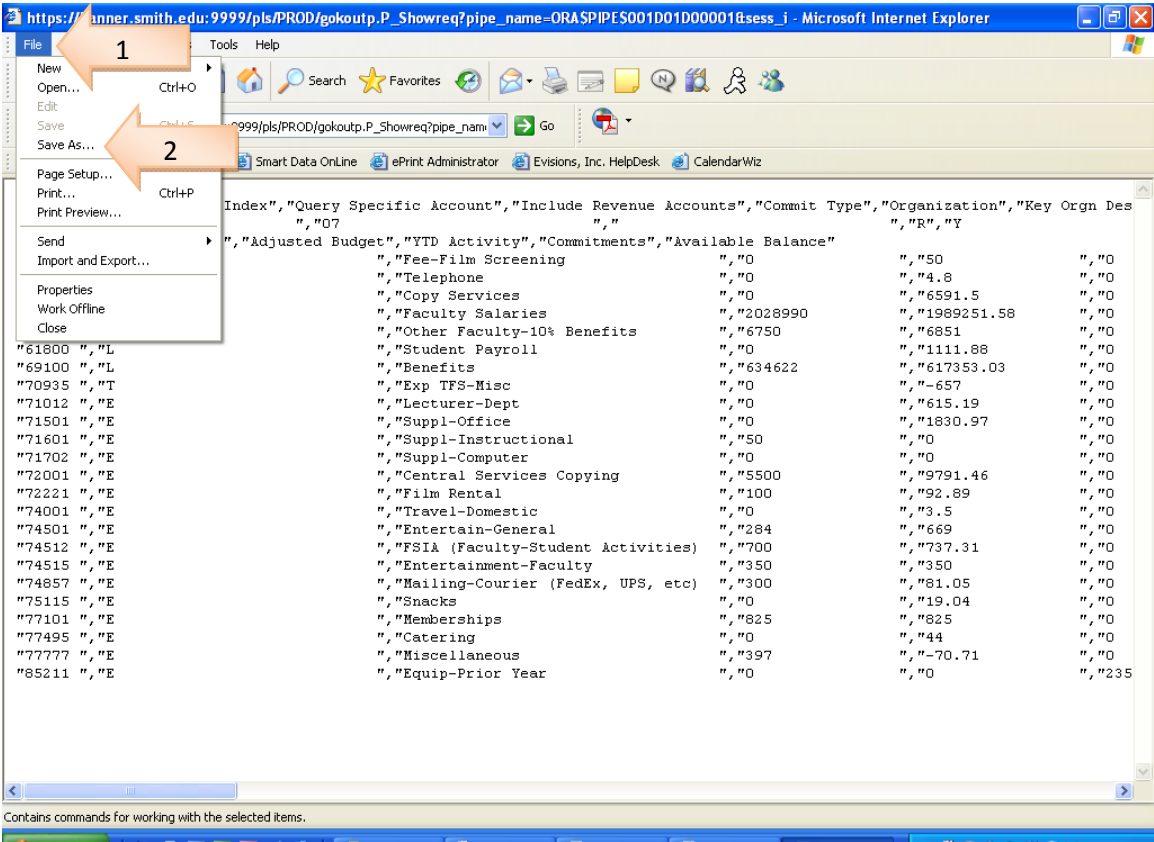 https://banner.smith.edu:9999/pls/PROD/gokoutp.P_Showreq?pipe_name=ORA$PIPE$001D01D00001&sess_i - Microsoft Internet Explorer
File Tools Help
1
New
Open... Ctrl+O
Edit
Save
Save As...
2
Page Setup...
Print... Ctrl+P
Print Preview...
Send
Import and Export...
Properties
Work Offline
Close
Search Favorites
:9999/pls/PROD/gokoutp.P_Showreq?pipe_name Go
Smart Data OnLine ePrint Administrator Evisions, Inc. HelpDesk CalendarWiz
Index","Query Specific Account","Include Revenue Accounts","Commit Type","Organization","Key Orgn Des
","07 "," ","R","Y
","Adjusted Budget","YTD Activity","Commitments","Available Balance"
","Fee-Film Screening ","0 ","50 ","0
","Telephone ","0 ","4.8 ","0
","Copy Services ","0 ","6591.5 ","0
","Faculty Salaries ","2028990 ","1989251.58 ","0
","Other Faculty-10% Benefits ","6750 ","6851 ","0
"61800 ","L ","Student Payroll ","0 ","1111.88 ","0
"69100 ","L ","Benefits ","634622 ","617353.03 ","0
"70935 ","T ","Exp TFS-Misc ","0 ","-657 ","0
"71012 ","E ","Lecturer-Dept ","0 ","615.19 ","0
"71501 ","E ","Suppl-Office ","0 ","1830.97 ","0
"71601 ","E ","Suppl-Instructional ","50 ","0 ","0
"71702 ","E ","Suppl-Computer ","0 ","0 ","0
"72001 ","E ","Central Services Copying ","5500 ","9791.46 ","0
"72221 ","E ","Film Rental ","100 ","92.89 ","0
"74001 ","E ","Travel-Domestic ","0 ","3.5 ","0
"74501 ","E ","Entertain-General ","284 ","669 ","0
"74512 ","E ","FSIA (Faculty-Student Activities) ","700 ","737.31 ","0
"74515 ","E ","Entertainment-Faculty ","350 ","350 ","0
"74857 ","E ","Mailing-Courier (FedEx, UPS, etc) ","300 ","81.05 ","0
"75115 ","E ","Snacks ","0 ","19.04 ","0
"77101 ","E ","Memberships ","825 ","825 ","0
"77495 ","E ","Catering ","0 ","44 ","0
"77777 ","E ","Miscellaneous ","397 ","-70.71 ","0
"85211 ","E ","Equip-Prior Year ","0 ","0 ","235
Contains commands for working with the selected items.